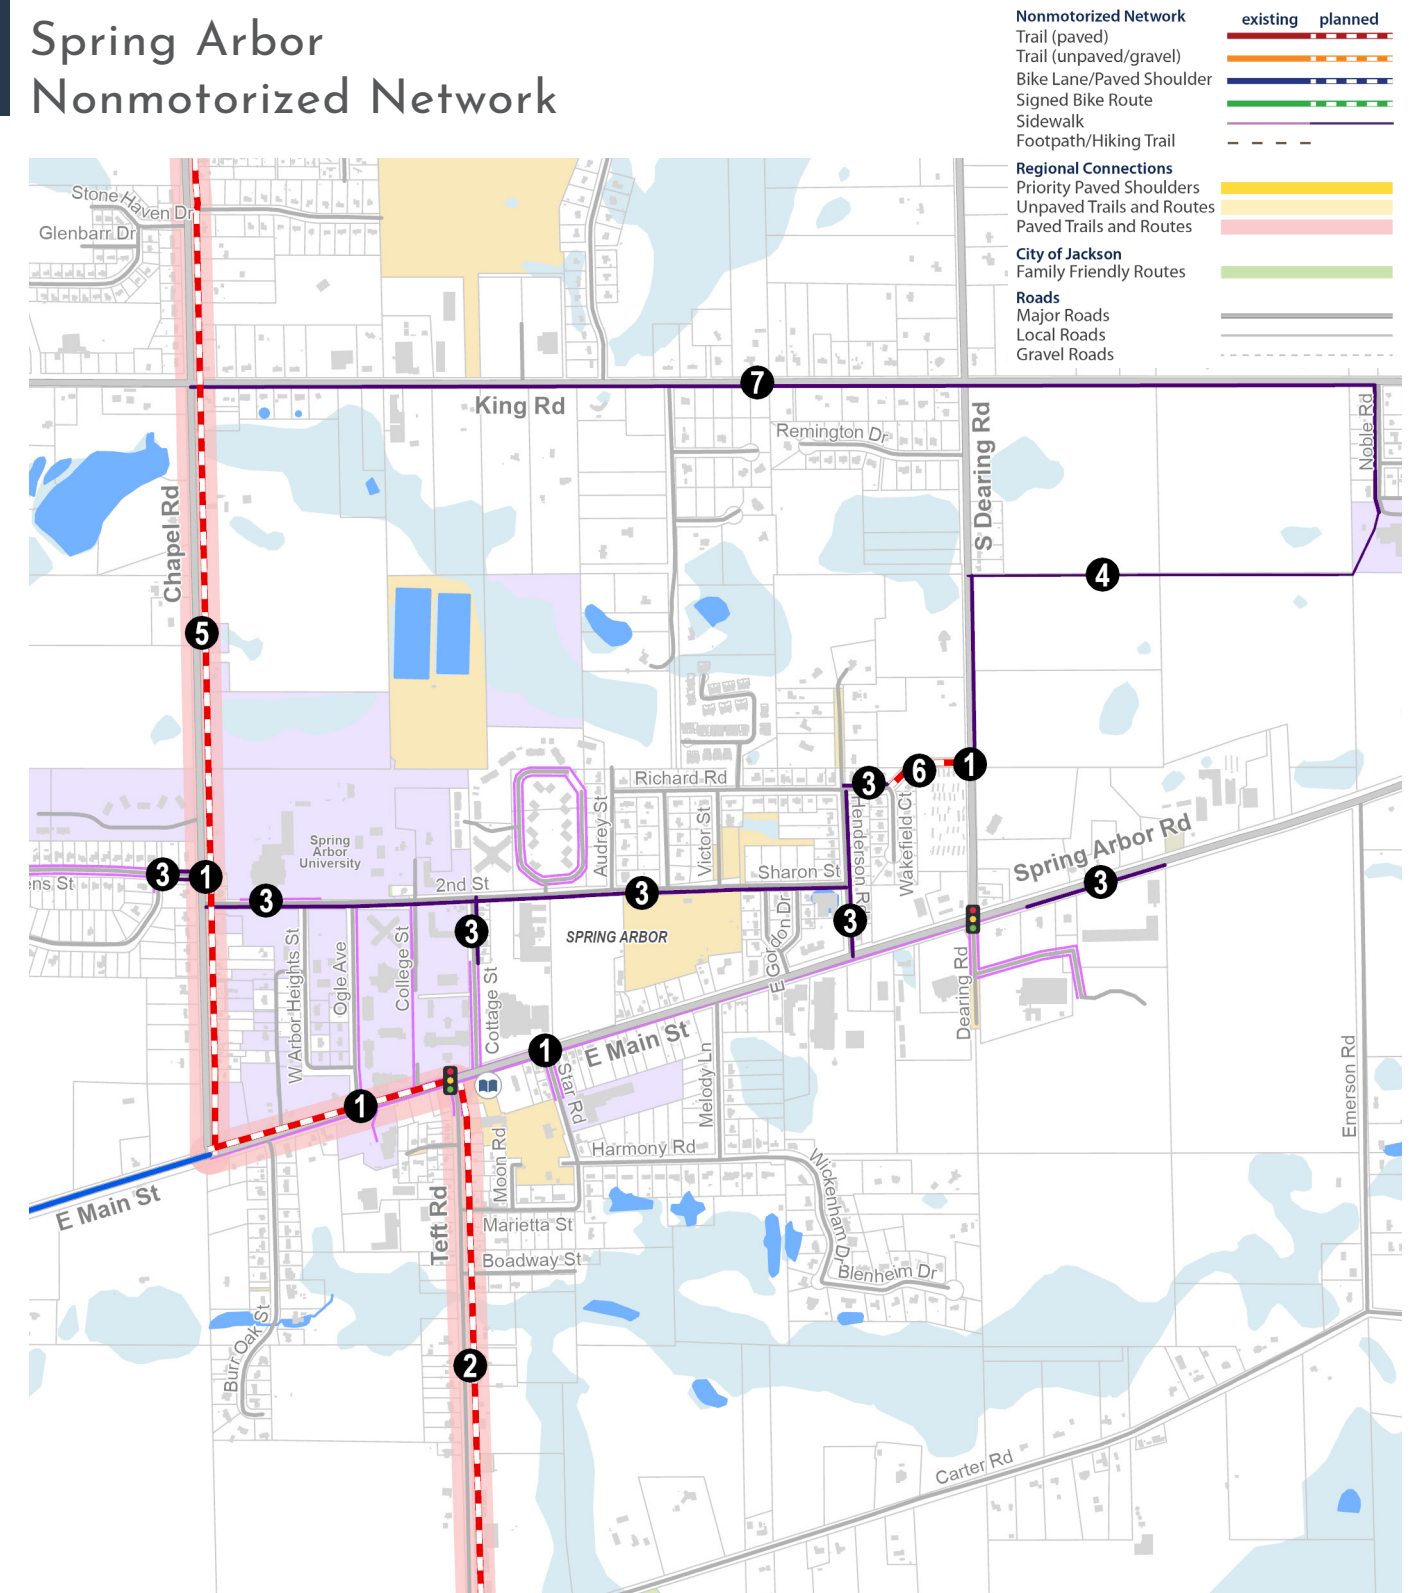 Spring Arbor
Nonmotorized Network
Nonmotorized Network existing planned
Trail (paved)
Trail (unpaved/gravel)
Bike Lane/Paved Shoulder
Signed Bike Route
Sidewalk
Footpath/Hiking Trail
Regional Connections
Priority Paved Shoulders
Unpaved Trails and Routes
Paved Trails and Routes
City of Jackson
Family Friendly Routes
Roads
Major Roads
Local Roads
Gravel Roads
Stone Haven Dr
Glenbarr Dr
7
King Rd
Remington Dr
S Dearing Rd
Noble Rd
Chapel Rd
4
5
1
6
3
Richard Rd
Henderson Rd
Wakefield Ct
Audrey St
Victor St
Spring Arbor Rd
Spring
Arbor
University
Sharon St
3
1
ens St
2nd St
3
3
3
3
3
SPRING ARBOR
E Gordon Dr
Dearing Rd
W Arbor Heights St
Ogle Ave
College St
Cottage St
1
E Main St
Star Rd
Melody Ln
Emerson Rd
1
Harmony Rd
Moon Rd
Wickenham Dr
E Main St
Teft Rd
Marietta St
Boadway St
Blenheim Dr
Burr Oak St
2
Carter Rd